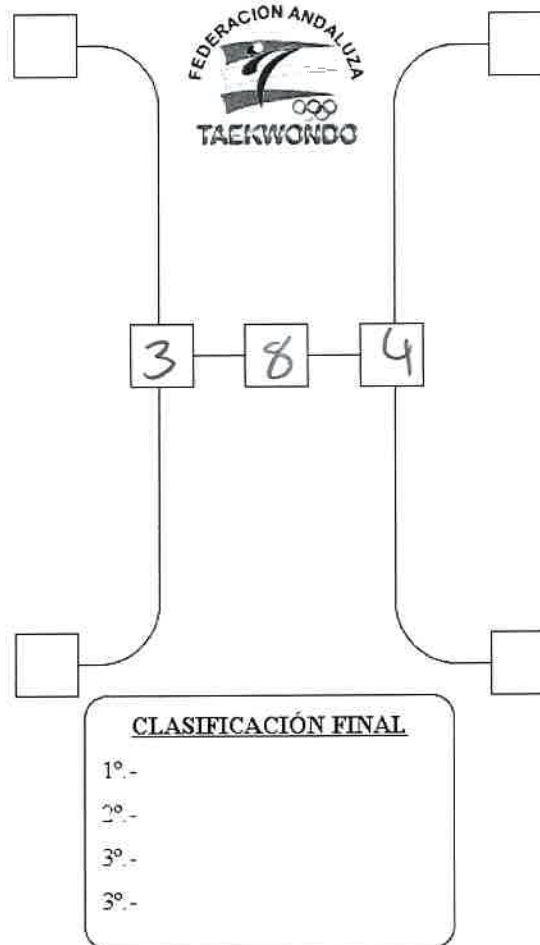 FEDERACION ANDALUZA
TAEKWONDO
3 8 4
CLASIFICACIÓN FINAL
1º.-
2º.-
3º.-
3º.-